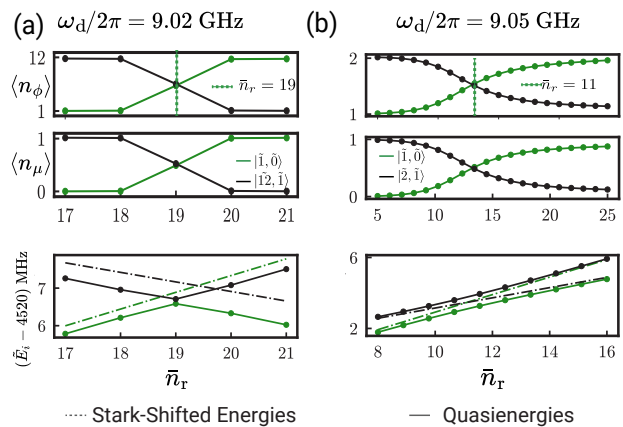 (a) ω_d/2π = 9.02 GHz
(b) ω_d/2π = 9.05 GHz
⟨n_ϕ⟩
12
1
n̄_r = 19
2
1
n̄_r = 11
⟨n_μ⟩
1
0
|1̃, 0̃⟩
|1̃2, 1̃⟩
17 18 19 20 21
1
0
|1̃, 0̃⟩
|2̃, 1̃⟩
5 10 15 20 25
(Ẽ_i − 4520) MHz
7
6
17 18 19 20 21
n̄_r
6
2
8 10 12 14 16
n̄_r
Stark-Shifted Energies
Quasienergies